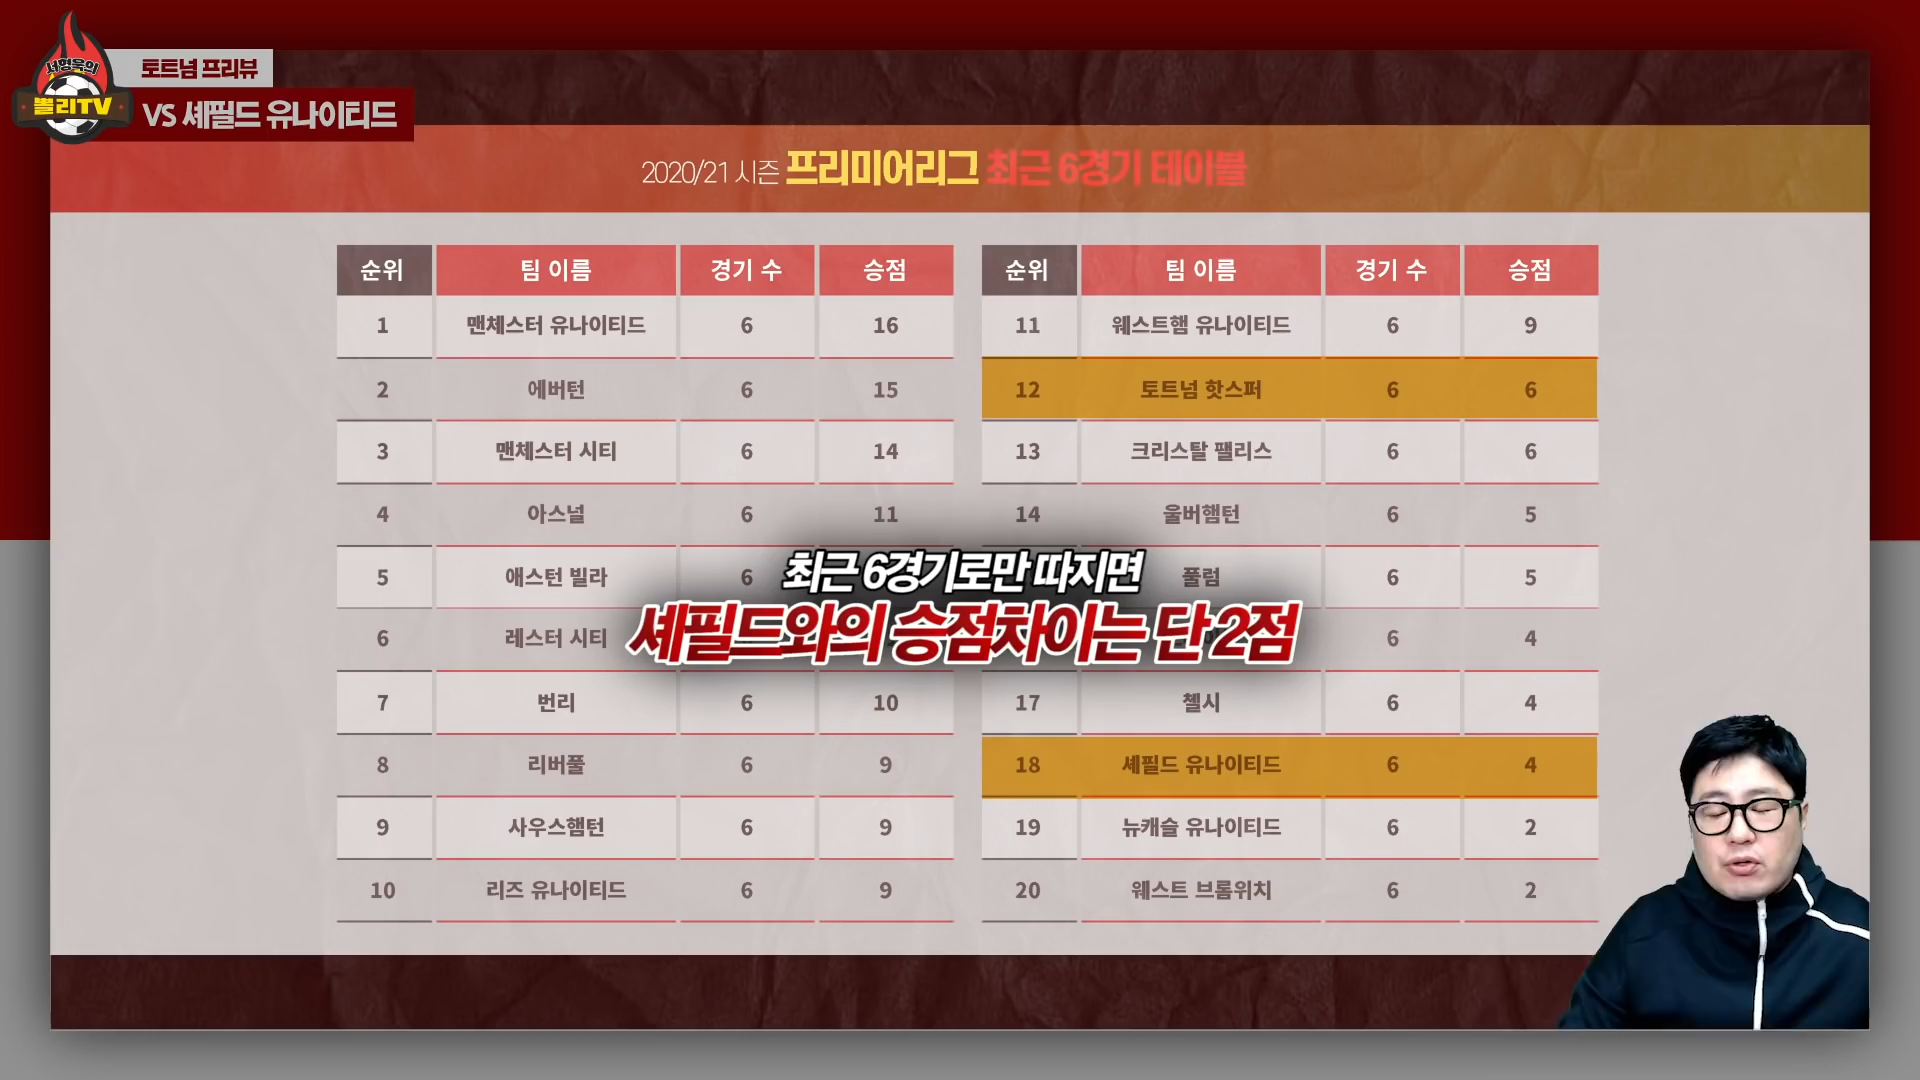 서형욱의
뽈리TV
토트넘 프리뷰
VS 셰필드 유나이티드
2020/21 시즌 프리미어리그 최근 6경기 테이블
순위 팀 이름 경기 수 승점
1 맨체스터 유나이티드 6 16
2 에버턴 6 15
3 맨체스터 시티 6 14
4 아스널 6 11
5 애스턴 빌라 6
6 레스터 시티
7 번리 6 10
8 리버풀 6 9
9 사우스햄턴 6 9
10 리즈 유나이티드 6 9
순위 팀 이름 경기 수 승점
11 웨스트햄 유나이티드 6 9
12 토트넘 핫스퍼 6 6
13 크리스탈 팰리스 6 6
14 울버햄턴 6 5
풀럼 6 5
6 4
17 첼시 6 4
18 셰필드 유나이티드 6 4
19 뉴캐슬 유나이티드 6 2
20 웨스트 브롬위치 6 2
최근 6경기로만 따지면
셰필드와의 승점차이는 단 2점